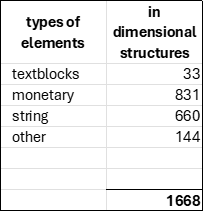 types of elements in dimensional structures
textblocks 33
monetary 831
string 660
other 144
1668